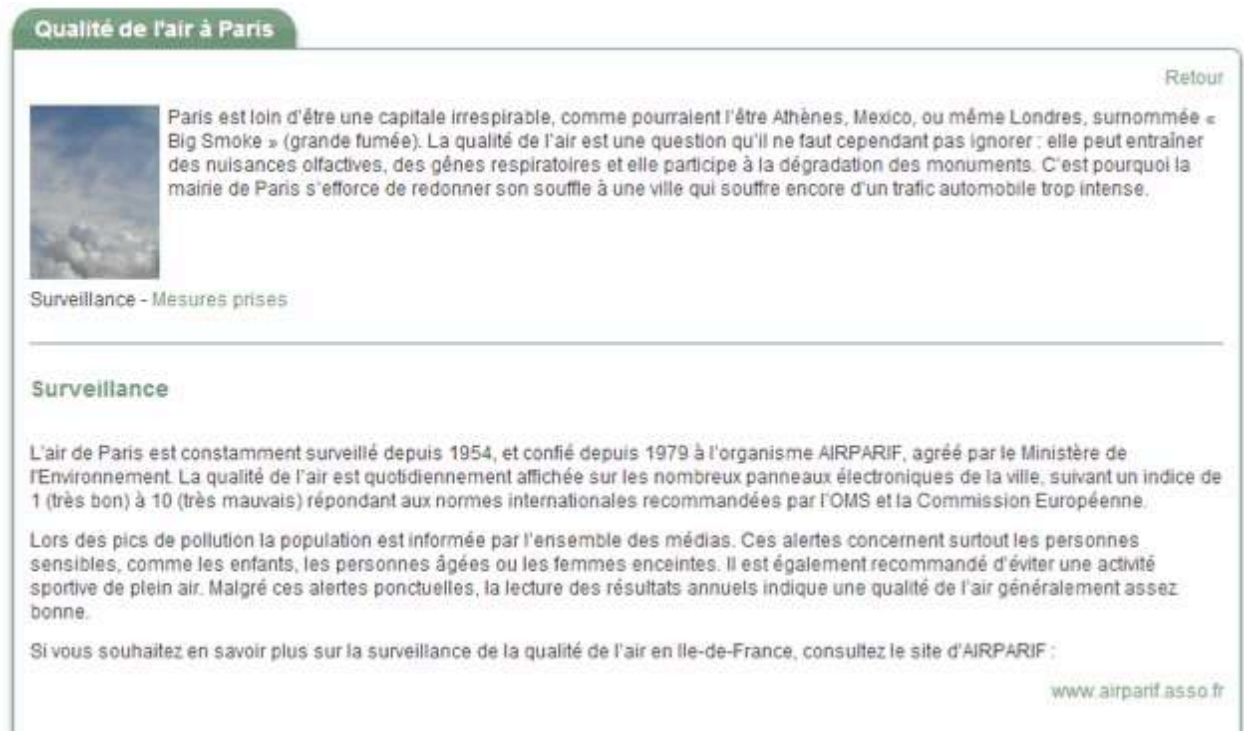 Qualité de l'air à Paris
Retour
Paris est loin d'être une capitale irrespirable, comme pourraient l'être Athènes, Mexico, ou même Londres, surnommée «
Big Smoke » (grande fumée). La qualité de l'air est une question qu'il ne faut cependant pas ignorer : elle peut entraîner
des nuisances olfactives, des gênes respiratoires et elle participe à la dégradation des monuments. C'est pourquoi la
mairie de Paris s'efforce de redonner son souffle à une ville qui souffre encore d'un trafic automobile trop intense.
Surveillance - Mesures prises
Surveillance
L'air de Paris est constamment surveillé depuis 1954, et confié depuis 1979 à l'organisme AIRPARIF, agréé par le Ministère de
l'Environnement. La qualité de l'air est quotidiennement affichée sur les nombreux panneaux électroniques de la ville, suivant un indice de
1 (très bon) à 10 (très mauvais) répondant aux normes internationales recommandées par l'OMS et la Commission Européenne.
Lors des pics de pollution la population est informée par l'ensemble des médias. Ces alertes concernent surtout les personnes
sensibles, comme les enfants, les personnes âgées ou les femmes enceintes. Il est également recommandé d'éviter une activité
sportive de plein air. Malgré ces alertes ponctuelles, la lecture des résultats annuels indique une qualité de l'air généralement assez
bonne.
Si vous souhaitez en savoir plus sur la surveillance de la qualité de l'air en Ile-de-France, consultez le site d'AIRPARIF :
www.airparif.asso.fr